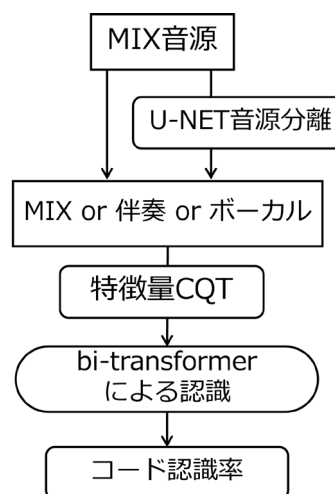 MIX音源
U-NET音源分離
MIX or 伴奏 or ボーカル
特徴量CQT
bi-transformer
による認識
コード認識率